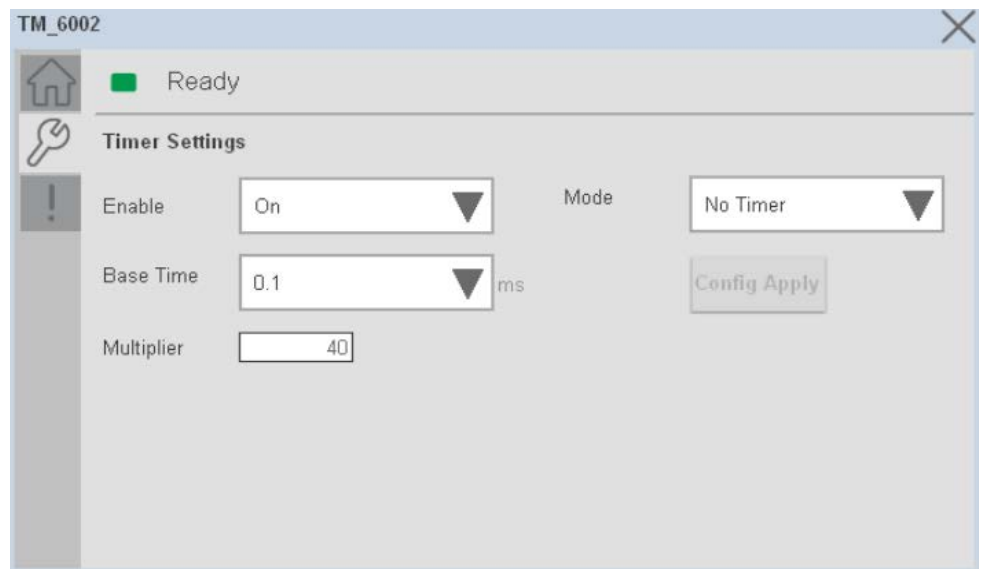 TM_6002
Ready
Timer Settings
Enable On Mode No Timer
Base Time 0.1 ms Config Apply
Multiplier 40